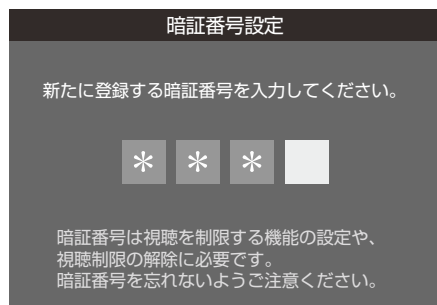 暗証番号設定
新たに登録する暗証番号を入力してください。
＊ ＊ ＊
暗証番号は視聴を制限する機能の設定や、
視聴制限の解除に必要です。
暗証番号を忘れないようご注意ください。